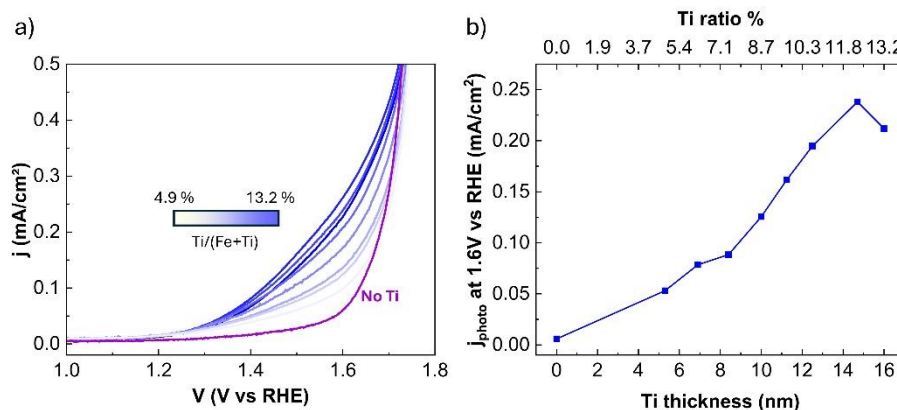 a)
0.5
0.4
0.3
0.2
0.1
0.0
j (mA/cm²)
4.9 % 13.2 %
Ti/(Fe+Ti)
No Ti
1.0 1.2 1.4 1.6 1.8
V (V vs RHE)
b)
Ti ratio %
0.0 1.9 3.7 5.4 7.1 8.7 10.3 11.8 13.2
0.25
0.20
0.15
0.10
0.05
0.00
jphoto at 1.6V vs RHE (mA/cm²)
0 2 4 6 8 10 12 14 16
Ti thickness (nm)